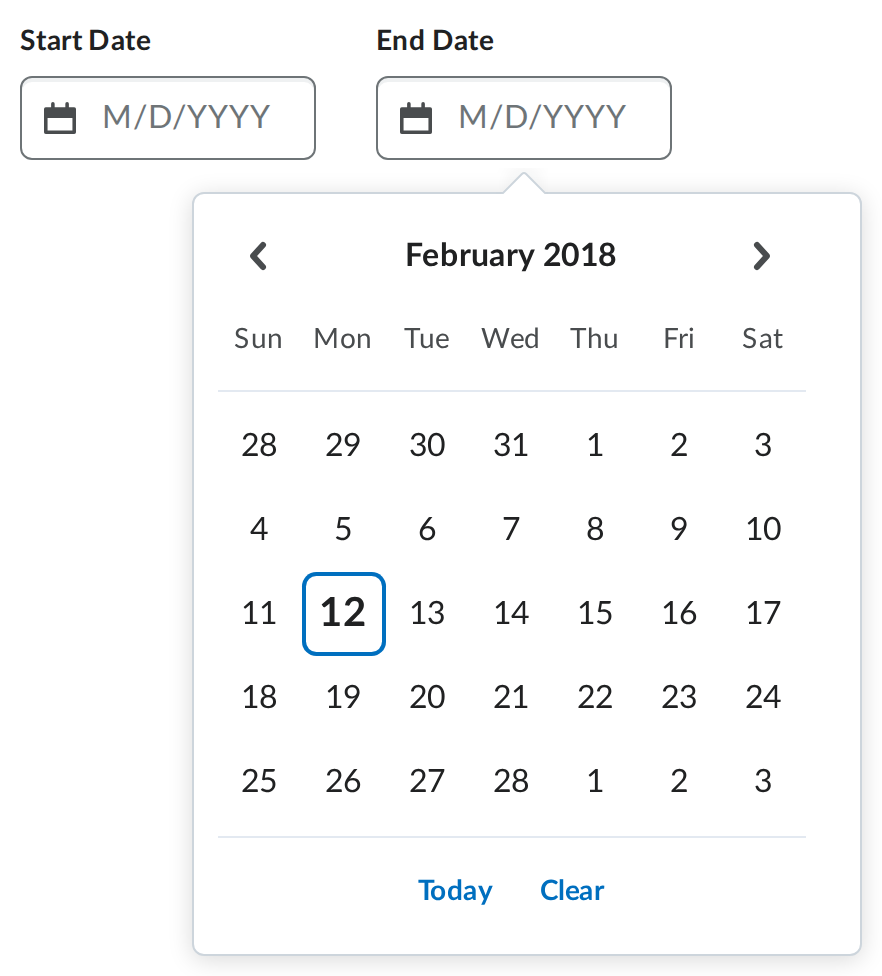 Start Date End Date
M/D/YYYY M/D/YYYY
February 2018
Sun Mon Tue Wed Thu Fri Sat
28 29 30 31 1 2 3
4 5 6 7 8 9 10
11 12 13 14 15 16 17
18 19 20 21 22 23 24
25 26 27 28 1 2 3
Today Clear